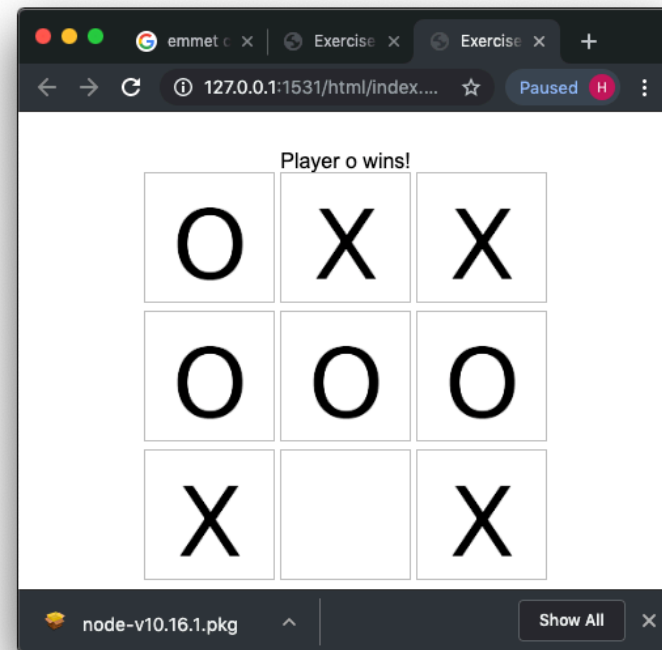 emmet c
Exercise
Exercise
127.0.0.1:1531/html/index....
Paused
H
Player o wins!
O X X
O O O
X X
node-v10.16.1.pkg
Show All